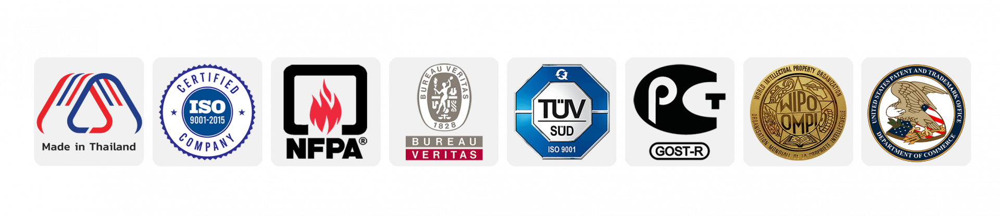 Made in Thailand
CERTIFIED
ISO
9001-2015
COMPANY
NFPA®
BUREAU VERITAS
1828
BUREAU
VERITAS
Q
TÜV
SÜD
ISO 9001
PCT
GOST-R
WORLD INTELLECTUAL PROPERTY ORGANIZATION
WIPO
OMPI
ORGANISATION MONDIALE DE LA PROPRIETE INTELLECTUELLE
UNITED STATES PATENT AND TRADEMARK OFFICE
DEPARTMENT OF COMMERCE